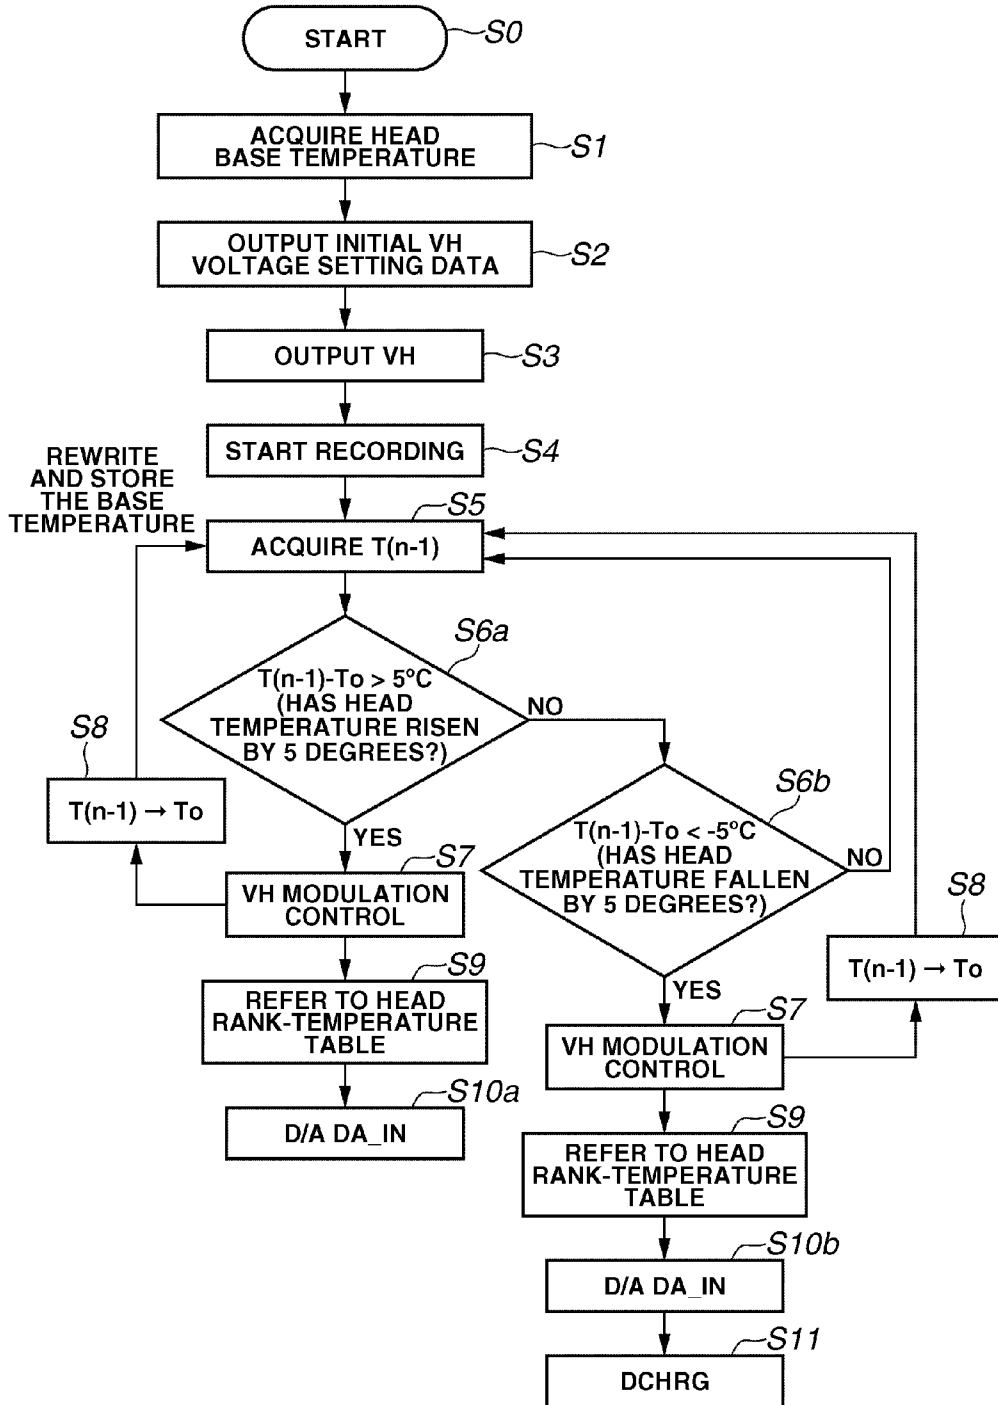 START
S0
ACQUIRE HEAD
BASE TEMPERATURE
S1
OUTPUT INITIAL VH
VOLTAGE SETTING DATA
S2
OUTPUT VH
S3
START RECORDING
S4
REWRITE
AND STORE
THE BASE
TEMPERATURE
S5
ACQUIRE T(n-1)
S6a
T(n-1)-To > 5°C
(HAS HEAD
TEMPERATURE RISEN
BY 5 DEGREES?)
NO
YES
S8
T(n-1) → To
S7
VH MODULATION
CONTROL
S9
REFER TO HEAD
RANK-TEMPERATURE
TABLE
S10a
D/A DA_IN
S6b
T(n-1)-To < -5°C
(HAS HEAD
TEMPERATURE FALLEN
BY 5 DEGREES?)
NO
YES
S8
T(n-1) → To
S7
VH MODULATION
CONTROL
S9
REFER TO HEAD
RANK-TEMPERATURE
TABLE
S10b
D/A DA_IN
S11
DCHRG